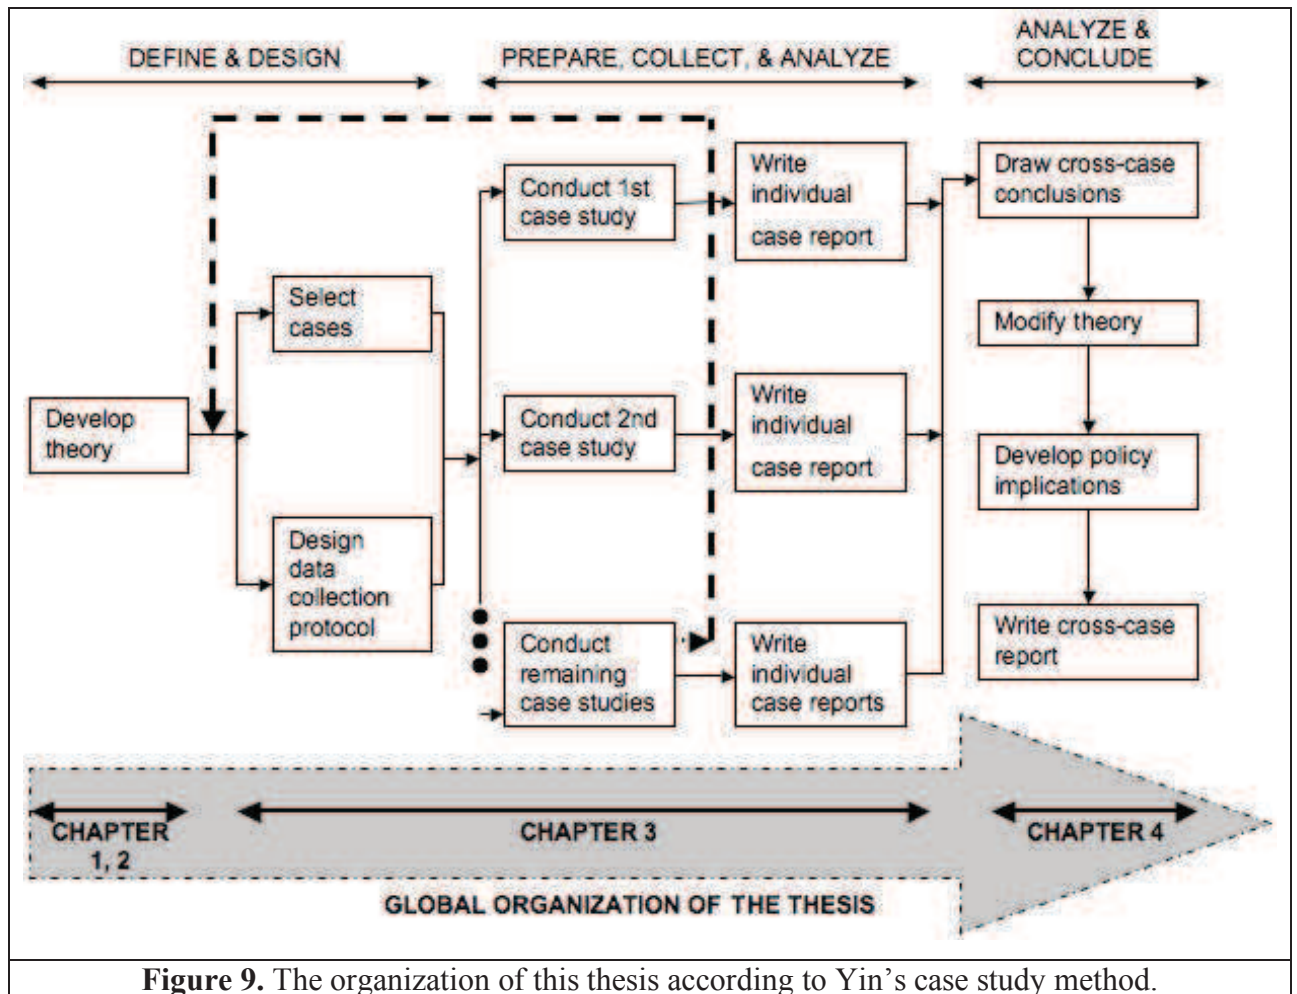 DEFINE & DESIGN
PREPARE, COLLECT, & ANALYZE
ANALYZE &
CONCLUDE
Develop
theory
Select
cases
Design
data
collection
protocol
Conduct 1st
case study
Conduct 2nd
case study
Conduct
remaining
case studies
Write
individual
case report
Write
individual
case report
Write
individual
case reports
Draw cross-case
conclusions
Modify theory
Develop policy
implications
Write cross-case
report
CHAPTER
1, 2
CHAPTER 3
CHAPTER 4
GLOBAL ORGANIZATION OF THE THESIS
Figure 9. The organization of this thesis according to Yin’s case study method.